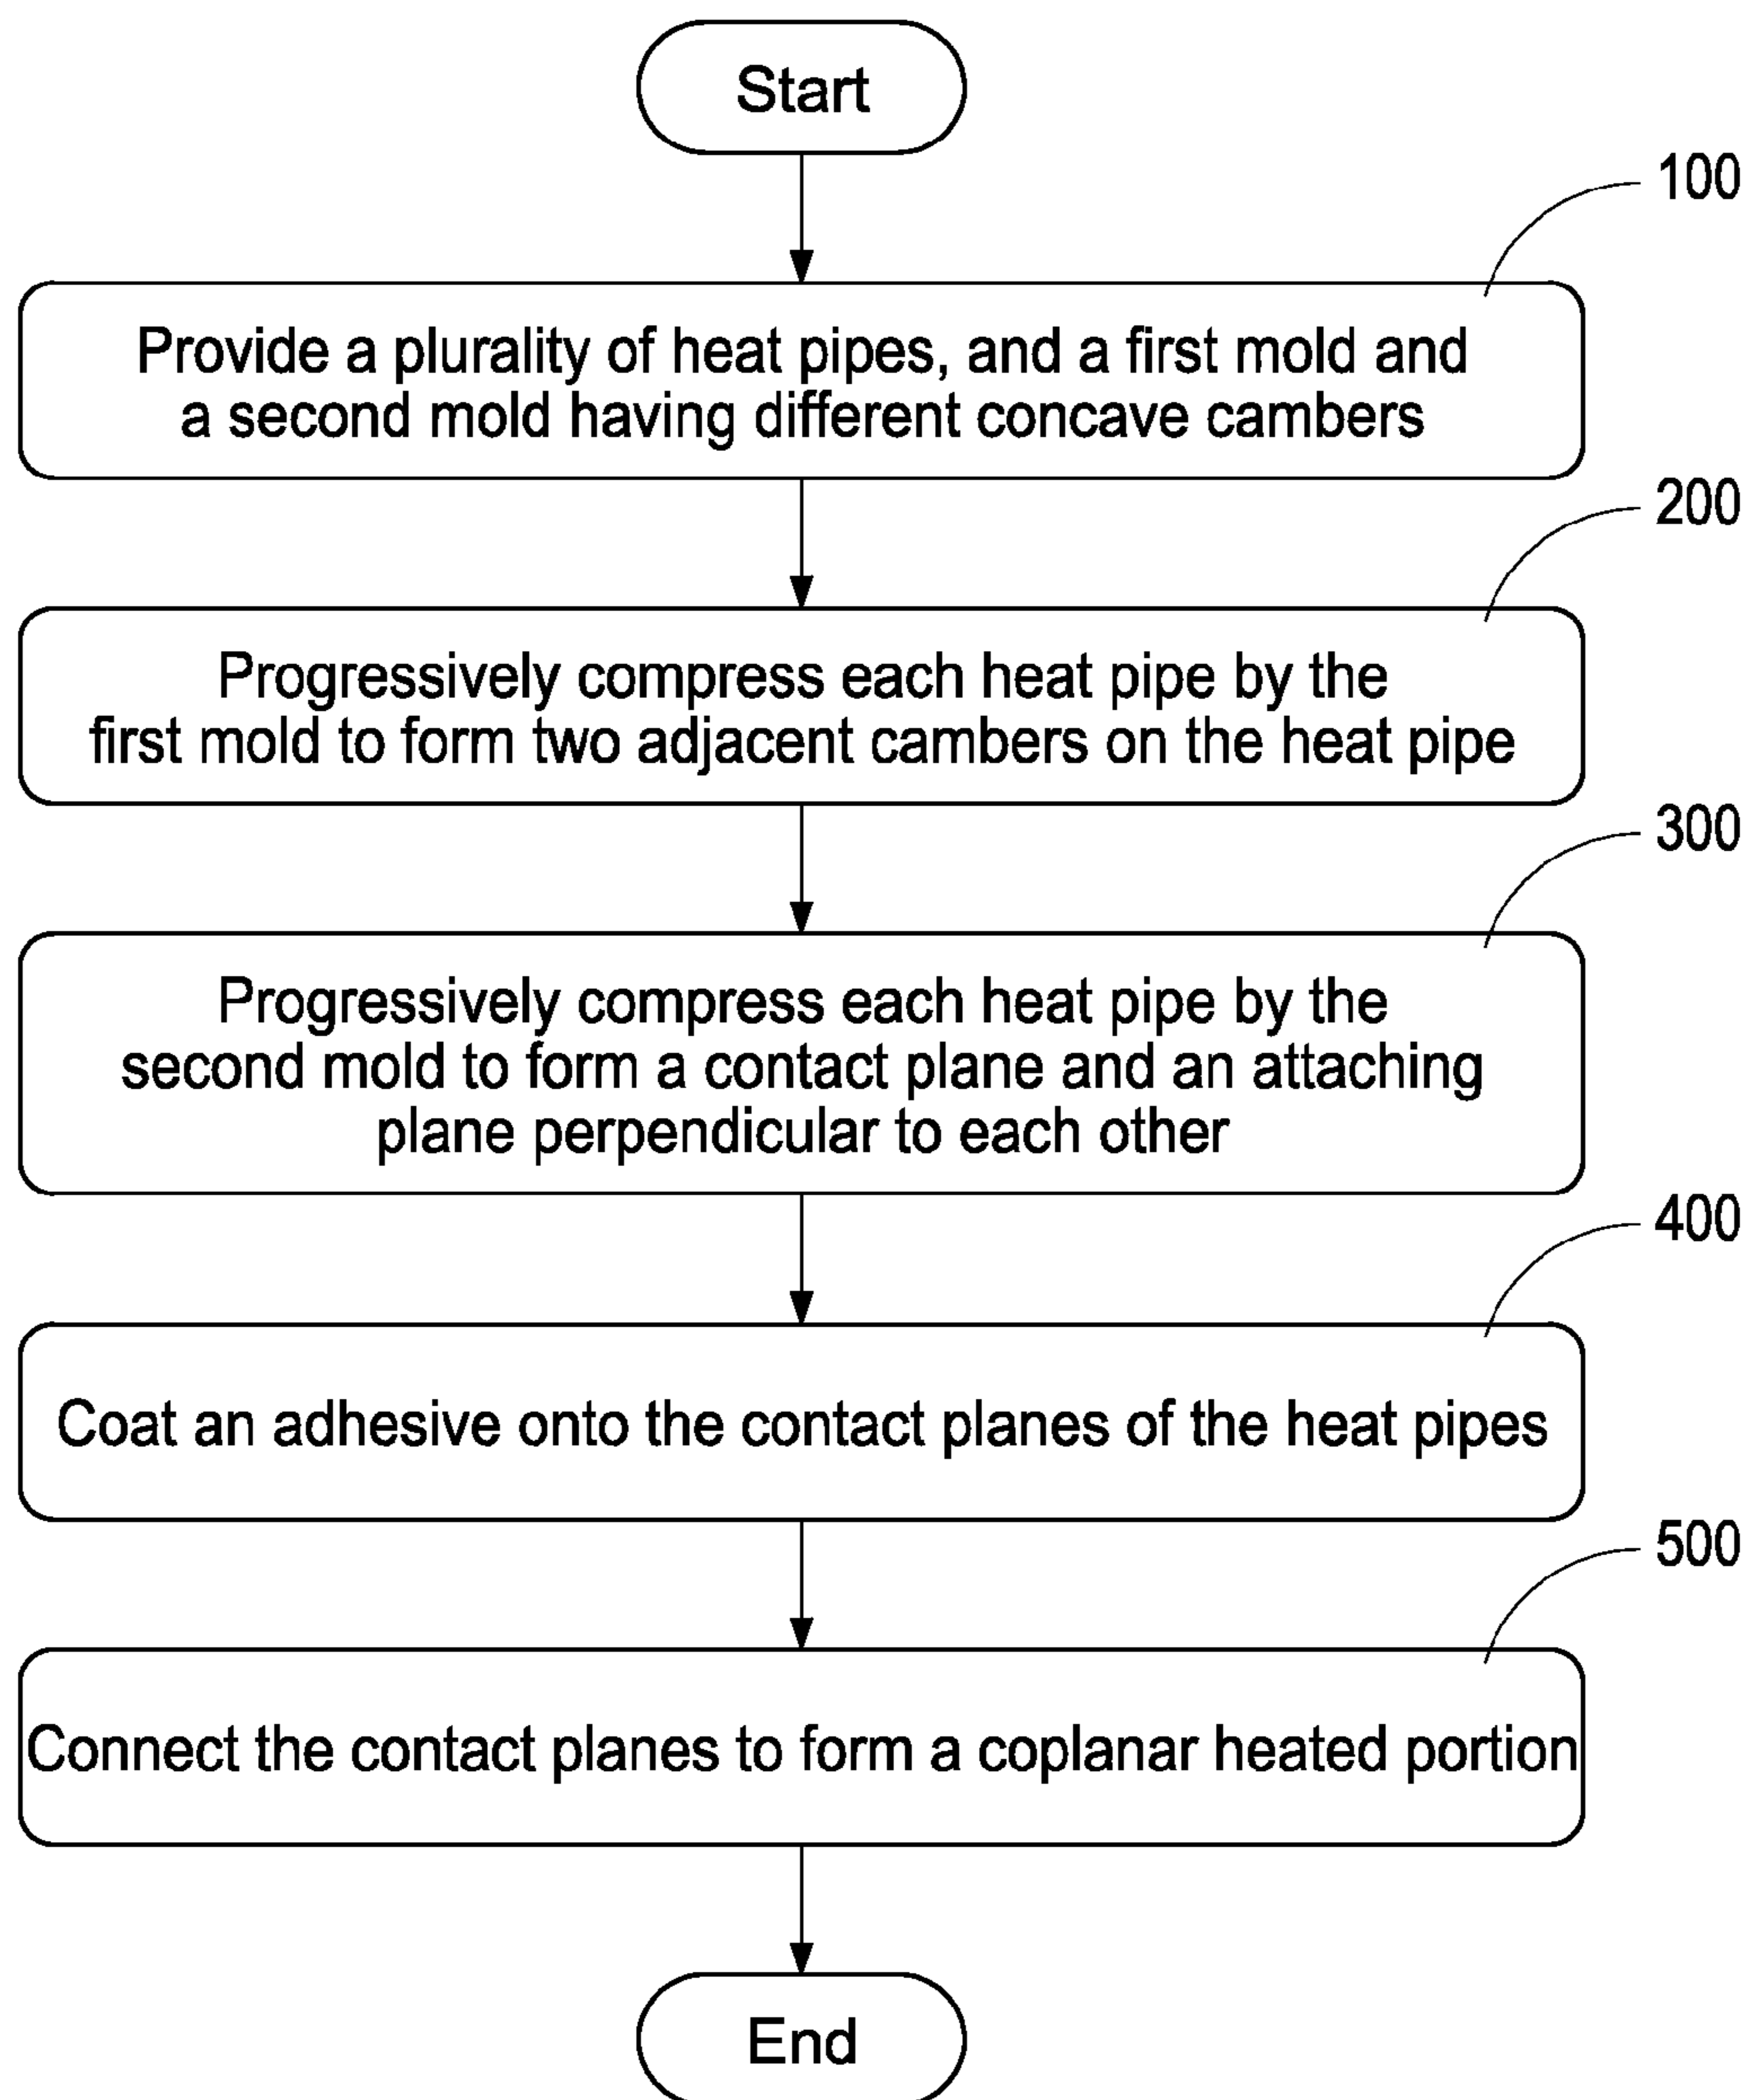 Start
100
Provide a plurality of heat pipes, and a first mold and
a second mold having different concave cambers
200
Progressively compress each heat pipe by the
first mold to form two adjacent cambers on the heat pipe
300
Progressively compress each heat pipe by the
second mold to form a contact plane and an attaching
plane perpendicular to each other
400
Coat an adhesive onto the contact planes of the heat pipes
500
Connect the contact planes to form a coplanar heated portion
End